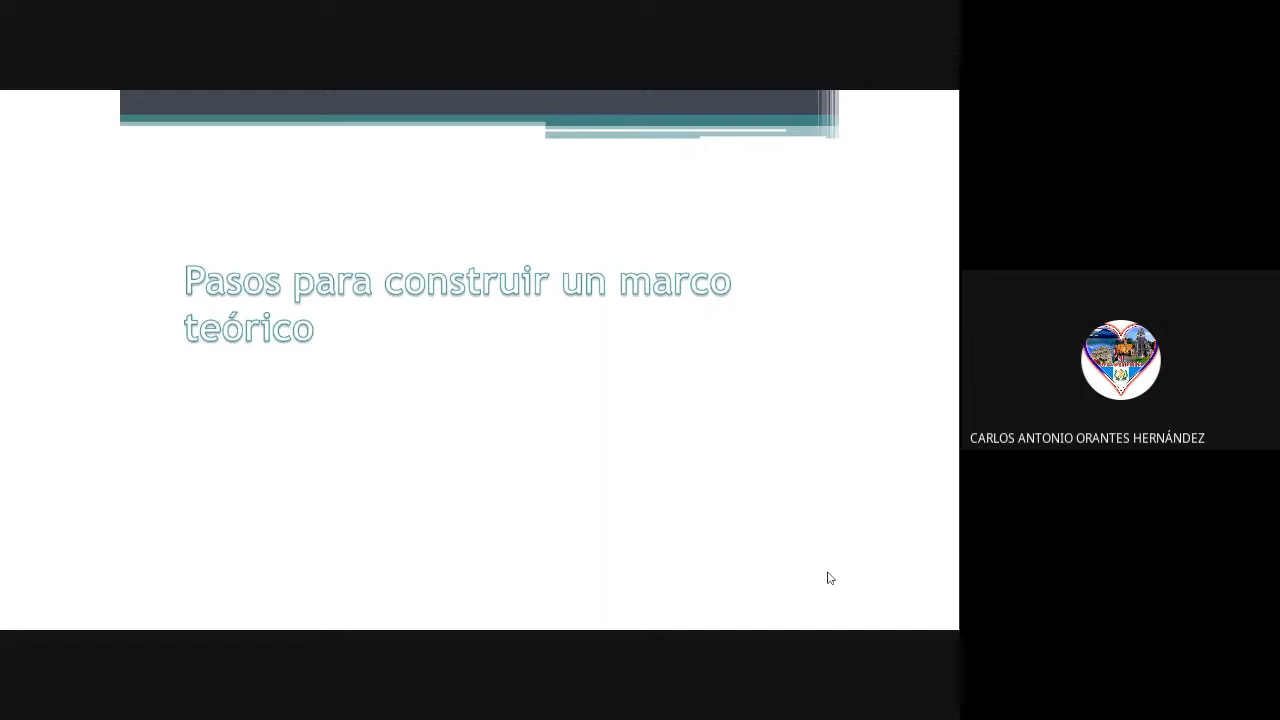 Pasos para construir un marco
teórico
CARLOS ANTONIO ORANTES HERNÁNDEZ